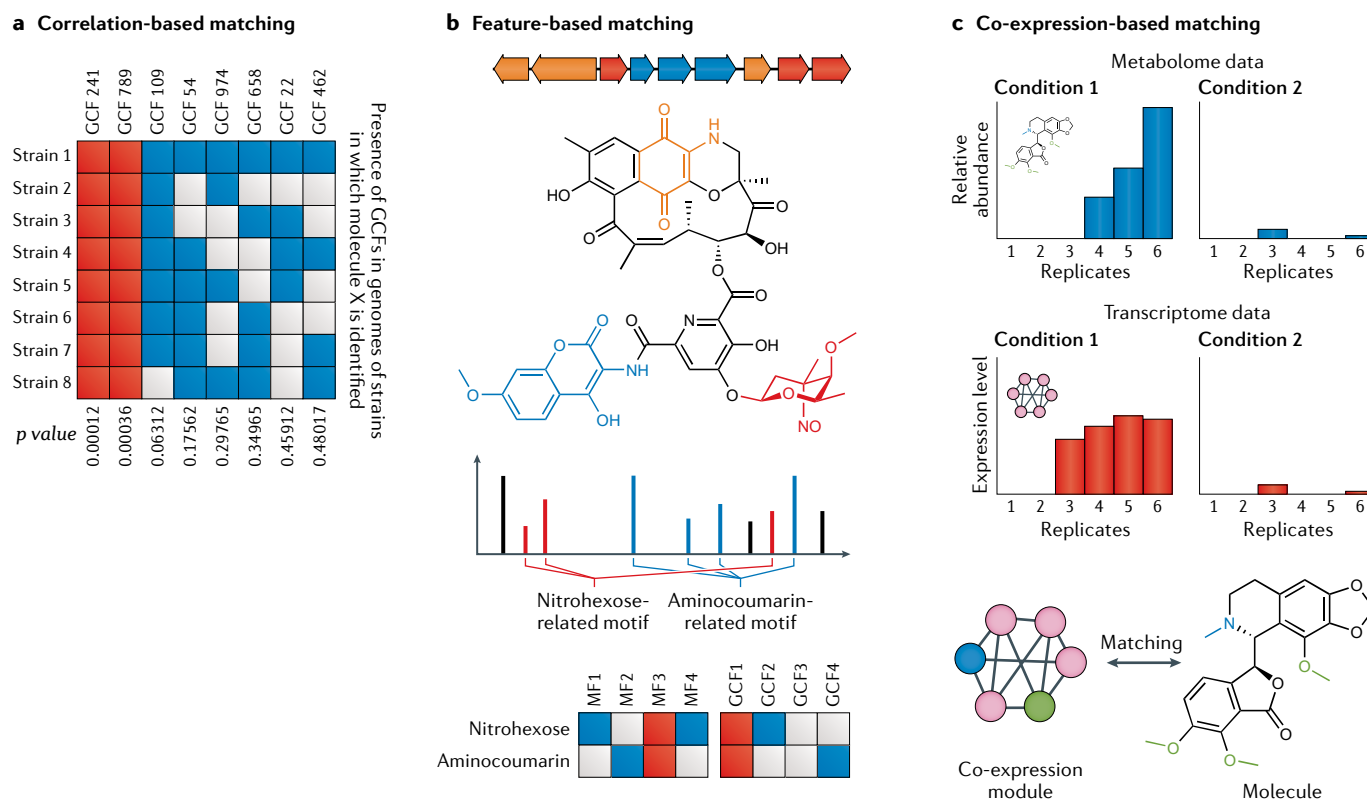 a Correlation-based matching
GCF 241
GCF 789
GCF 109
GCF 54
GCF 974
GCF 658
GCF 22
GCF 462
Strain 1
Strain 2
Strain 3
Strain 4
Strain 5
Strain 6
Strain 7
Strain 8
Presence of GCFs in genomes of strains
in which molecule X is identified
p value
0.00012
0.00036
0.06312
0.17562
0.29765
0.34965
0.45912
0.48017
b Feature-based matching
O
H
N
HO
O
O
O
O
OH
O
O
O
O
O
N
O
NH
OH
O
OH
O
O
O
NO
Nitrohexose-
related motif
Aminocoumarin-
related motif
MF1
MF2
MF3
MF4
GCF1
GCF2
GCF3
GCF4
Nitrohexose
Aminocoumarin
c Co-expression-based matching
Metabolome data
Condition 1
Condition 2
Relative
abundance
N
O
O
O
O
O
O
O
1 2 3 4 5 6
1 2 3 4 5 6
Replicates
Replicates
Transcriptome data
Condition 1
Condition 2
Expression level
1 2 3 4 5 6
1 2 3 4 5 6
Replicates
Replicates
Matching
N
O
O
O
O
O
O
O
Co-expression
module
Molecule